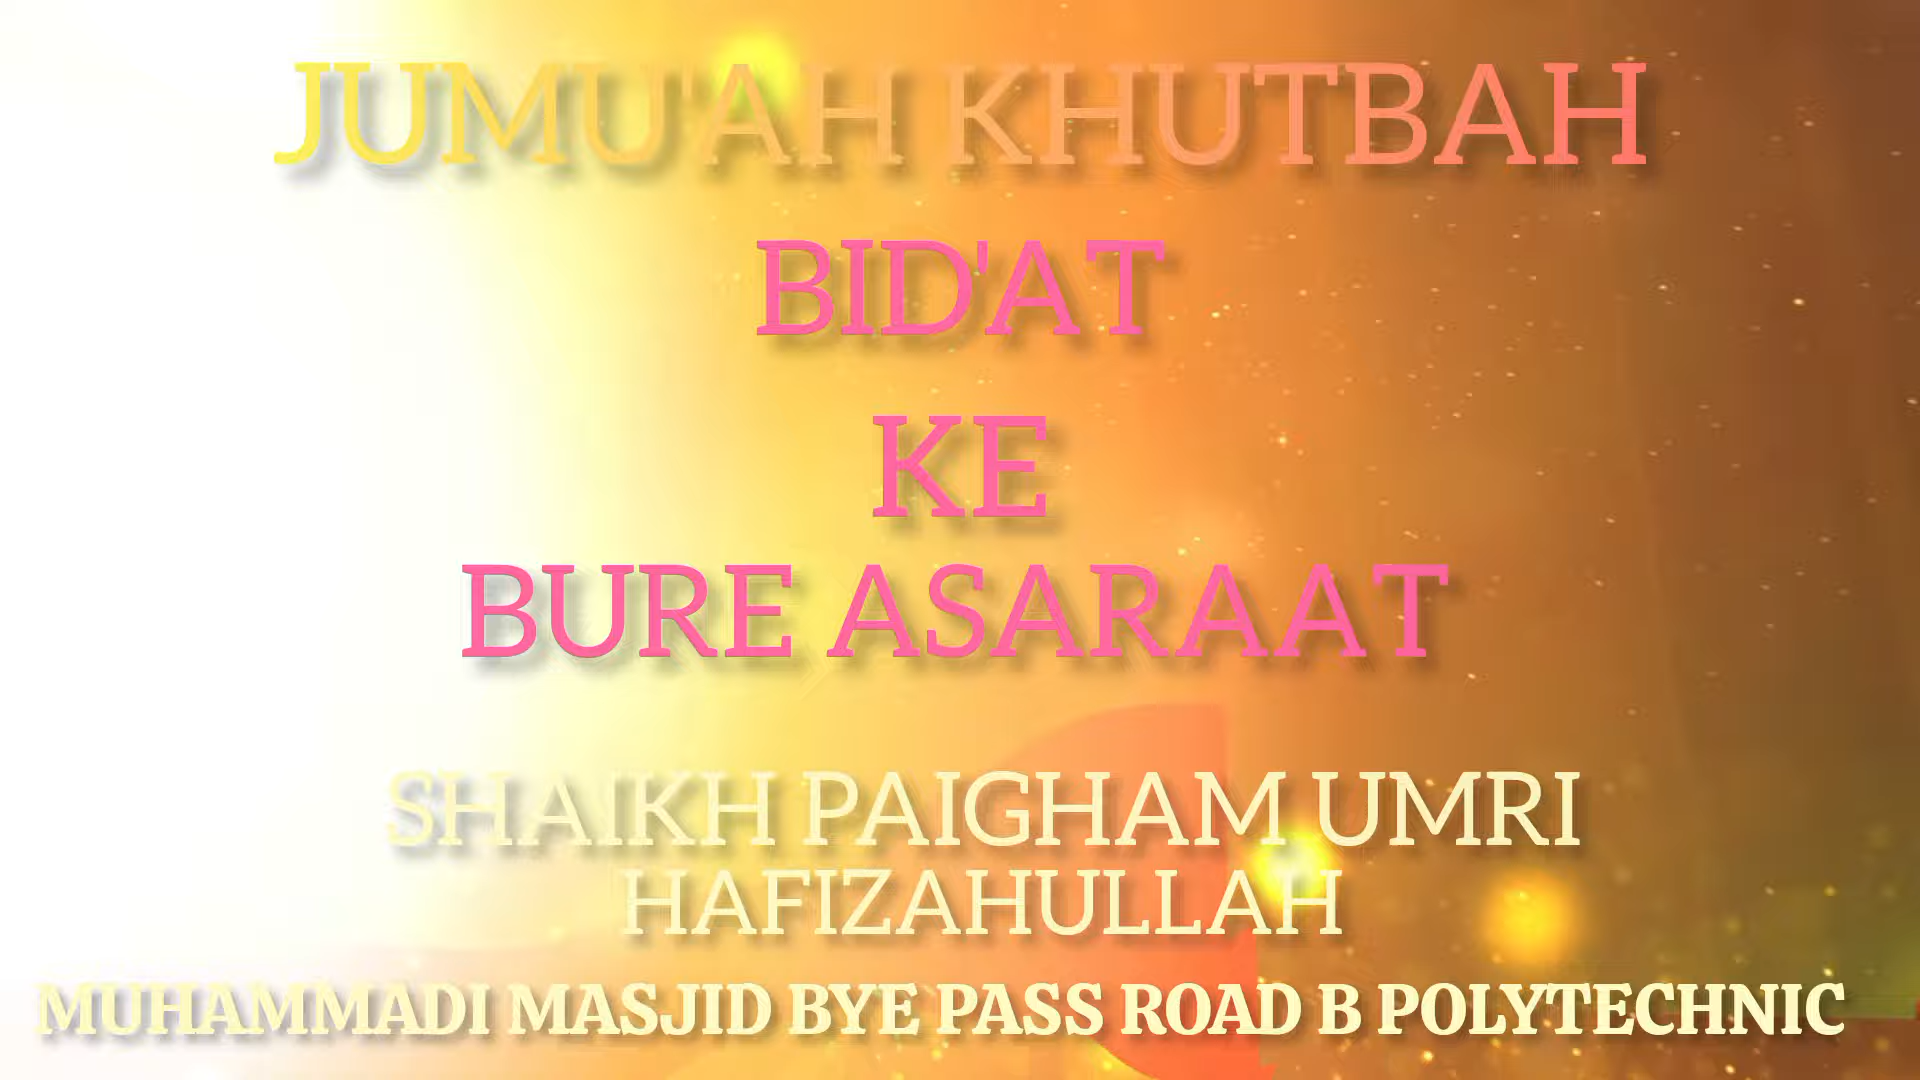 JUMU'AH KHUTBAH
BID'AT
KE
BURE ASARAAT
SHAIKH PAIGHAM UMRI
HAFIZAHULLAH
MUHAMMADI MASJID BYE PASS ROAD B POLYTECHNIC